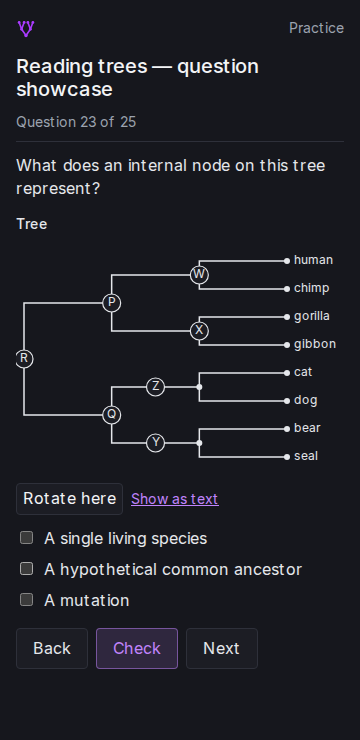 Practice
Reading trees — question
showcase
Question 23 of 25
What does an internal node on this tree
represent?
Tree
human
W
chimp
P
gorilla
X
gibbon
R
cat
Z
dog
Q
bear
Y
seal
Rotate here Show as text
A single living species
A hypothetical common ancestor
A mutation
Back Check Next